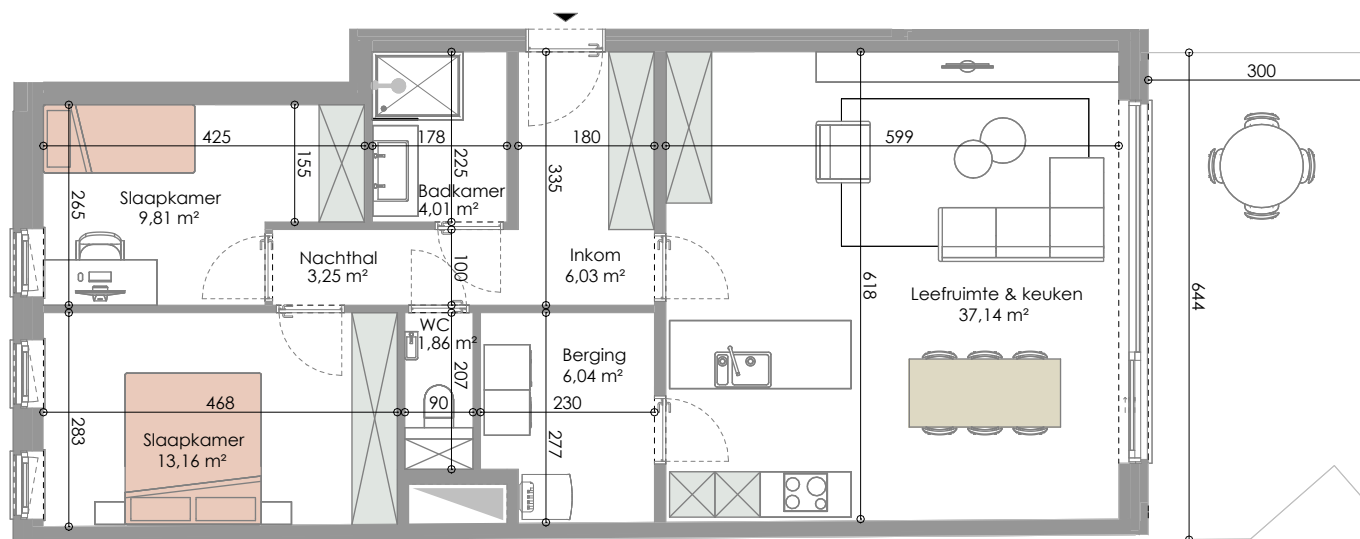 300
425
178
180
599
155
225
335
265
Slaapkamer
9,81 m²
Badkamer
4,01 m²
Nachthal
3,25 m²
100
Inkom
6,03 m²
618
644
Leefruimte & keuken
37,14 m²
WC
1,86 m²
207
Berging
6,04 m²
468
90
230
283
277
Slaapkamer
13,16 m²